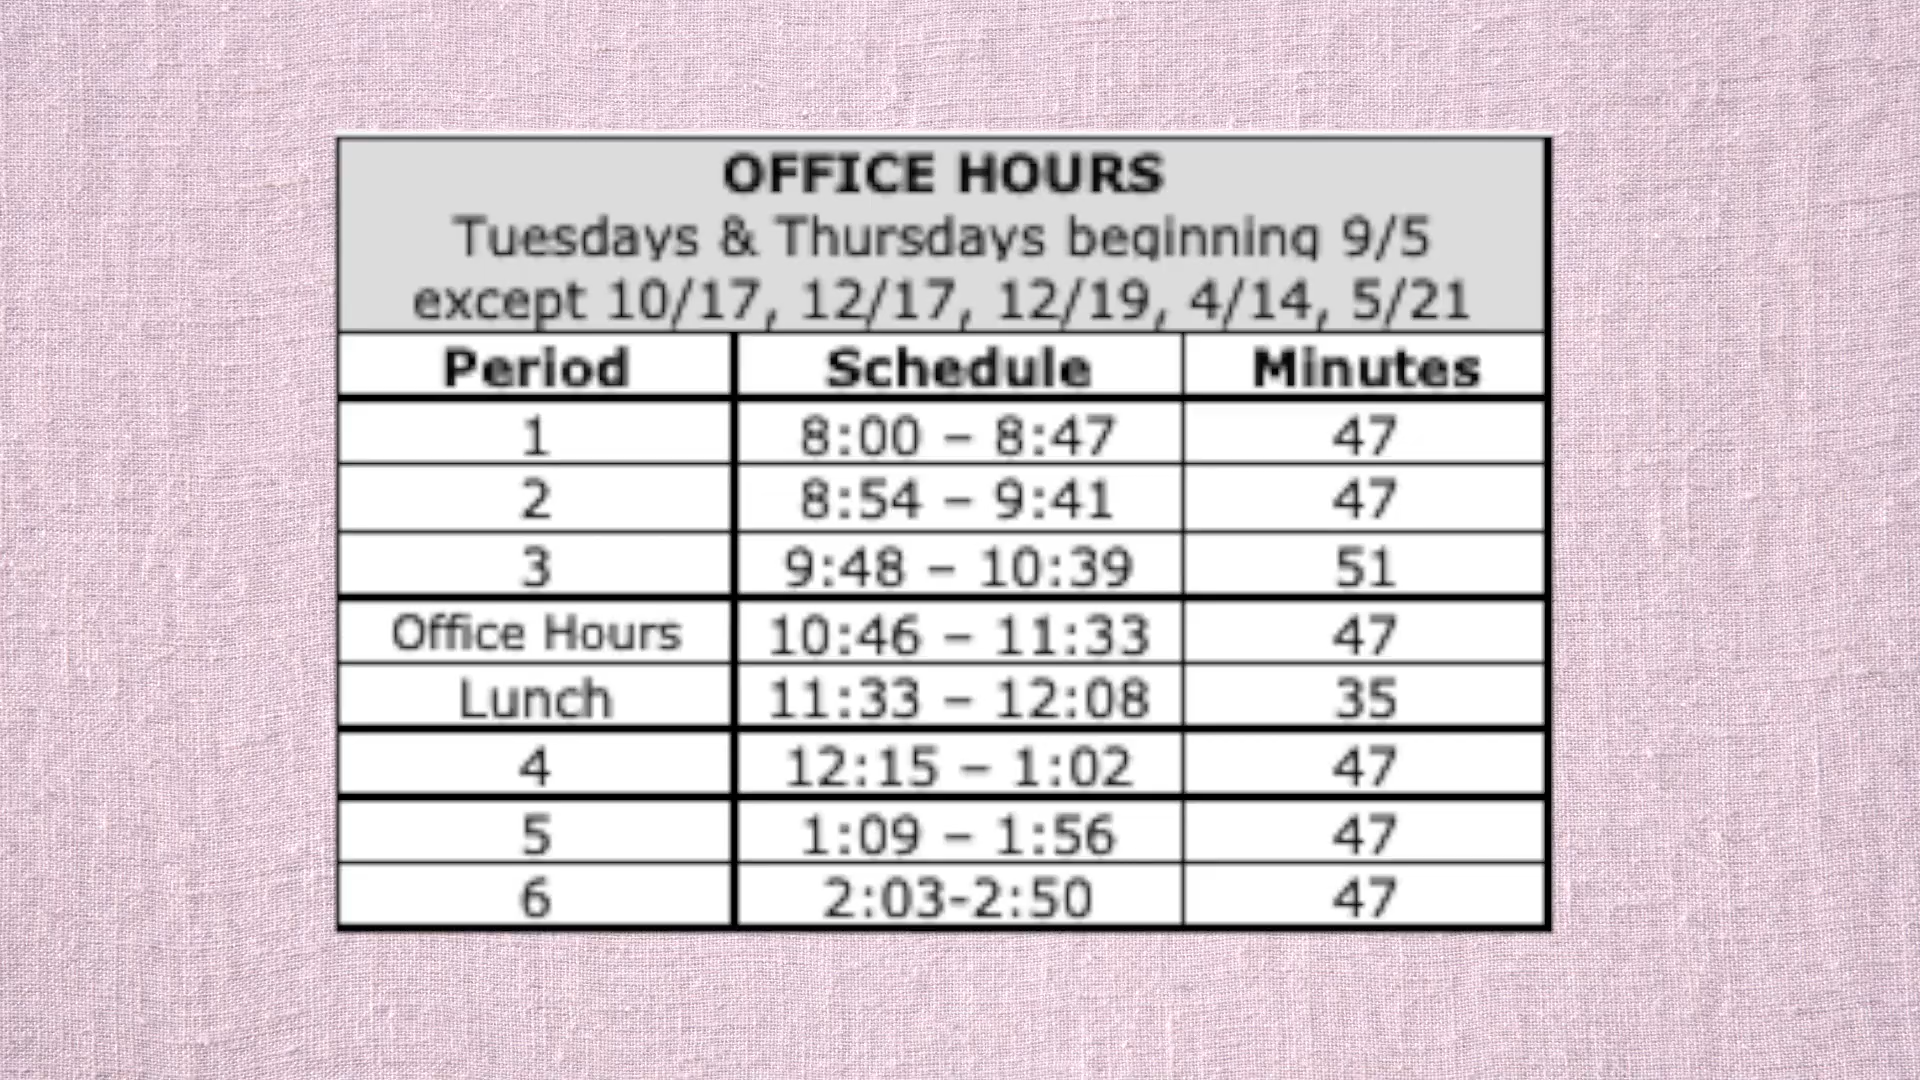 OFFICE HOURS
Tuesdays & Thursdays beginning 9/5
except 10/17, 12/17, 12/19, 4/14, 5/21
Period Schedule Minutes
1 8:00 – 8:47 47
2 8:54 – 9:41 47
3 9:48 – 10:39 51
Office Hours 10:46 – 11:33 47
Lunch 11:33 – 12:08 35
4 12:15 – 1:02 47
5 1:09 – 1:56 47
6 2:03-2:50 47